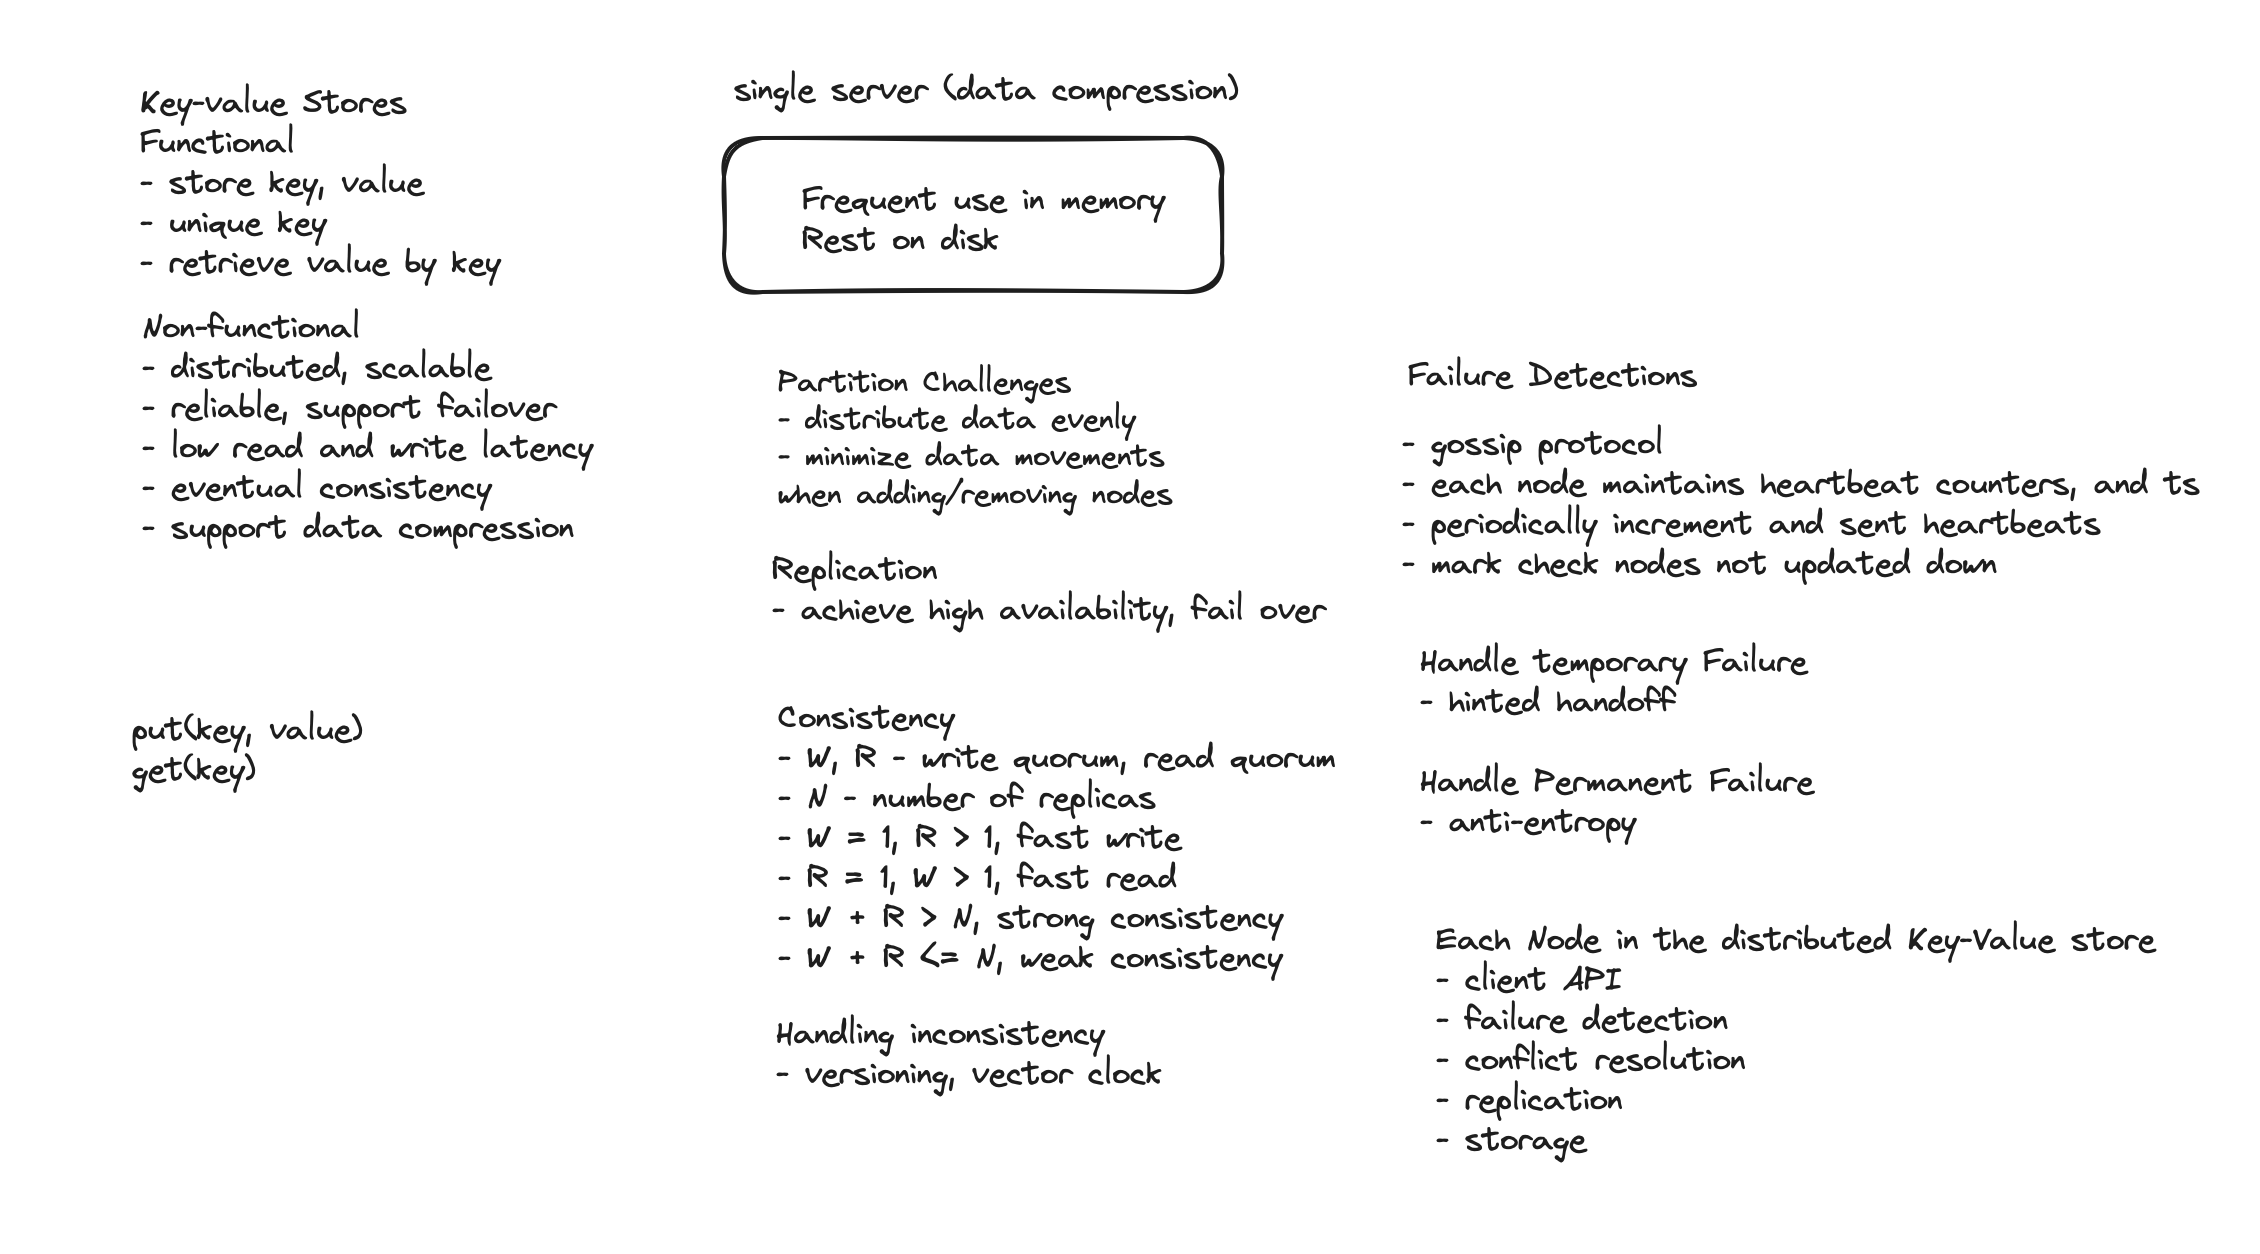 Key-value Stores
Functional
- store key, value
- unique key
- retrieve value by key
Non-functional
- distributed, scalable
- reliable, support failover
- low read and write latency
- eventual consistency
- support data compression
put(key, value)
get(key)
single server (data compression)
Frequent use in memory
Rest on disk
Partition Challenges
- distribute data evenly
- minimize data movements
when adding/removing nodes
Replication
- achieve high availability, fail over
Consistency
- W, R - write quorum, read quorum
- N - number of replicas
- W = 1, R > 1, fast write
- R = 1, W > 1, fast read
- W + R > N, strong consistency
- W + R <= N, weak consistency
Handling inconsistency
- versioning, vector clock
Failure Detections
- gossip protocol
- each node maintains heartbeat counters, and ts
- periodically increment and sent heartbeats
- mark check nodes not updated down
Handle temporary Failure
- hinted handoff
Handle Permanent Failure
- anti-entropy
Each Node in the distributed Key-Value store
- client API
- failure detection
- conflict resolution
- replication
- storage